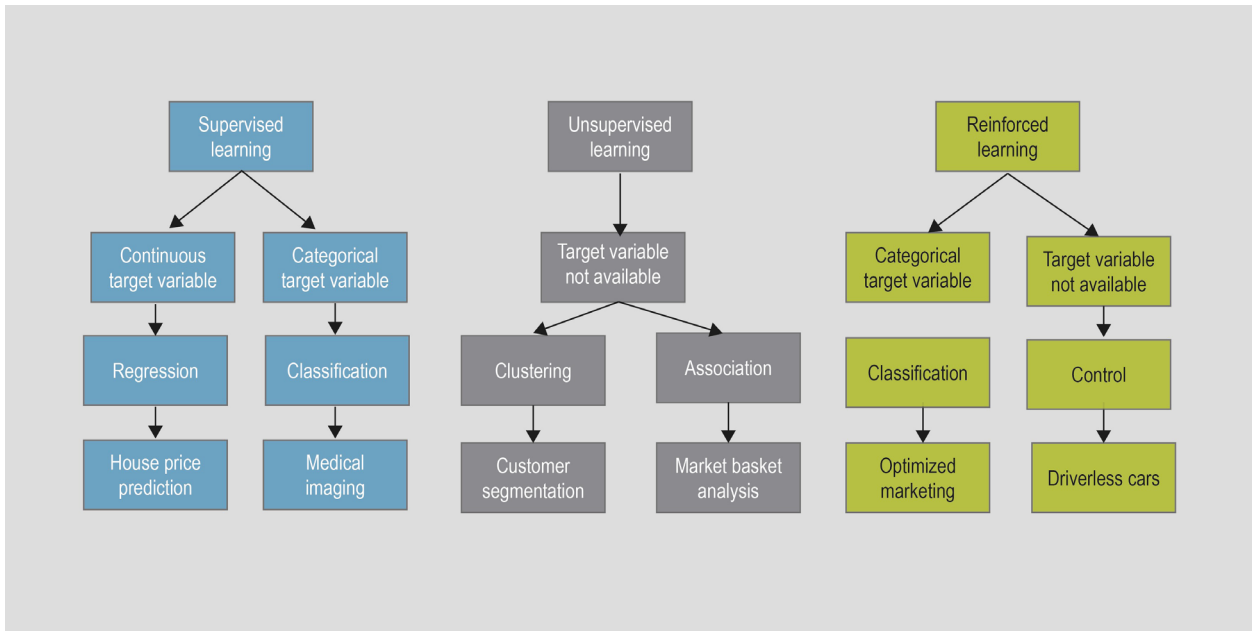 Supervised
learning
Continuous
target variable
Categorical
target variable
Regression
Classification
House price
prediction
Medical
imaging
Unsupervised
learning
Target variable
not available
Clustering
Association
Customer
segmentation
Market basket
analysis
Reinforced
learning
Categorical
target variable
Target variable
not available
Classification
Control
Optimized
marketing
Driverless cars